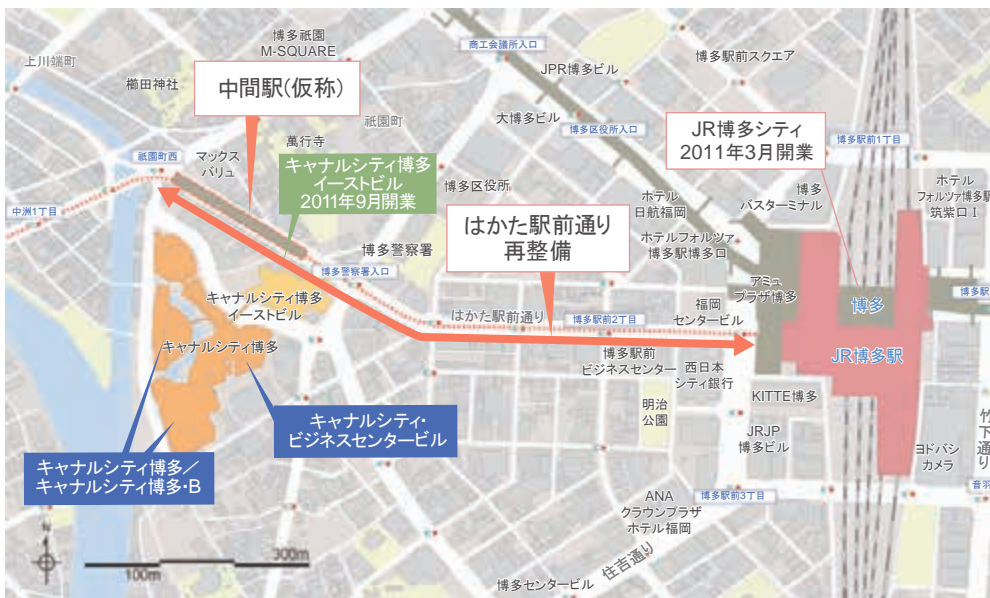 上川端町
博多祇園
M-SQUARE
商工会議所入口
JPR博多ビル
博多駅前スクエア
櫛田神社
中間駅(仮称)
祇園町
大博多ビル
博多区役所入口
JR博多シティ
2011年3月開業
博多駅前1丁目
祇園町西
マックス
バリュ
萬行寺
キャナルシティ博多
イーストビル
2011年9月開業
博多区役所
ホテル
日航福岡
博多
バスターミナル
ホテル
フォルツァ博多駅
筑紫口Ⅰ
中洲1丁目
博多警察署
はかた駅前通り
再整備
ホテルフォルツァ
博多駅博多口
博多警察署入口
アミュ
プラザ博多
博多
博多駅
キャナルシティ博多
イーストビル
はかた駅前通り
博多駅前2丁目
福岡
センタービル
キャナルシティ博多
博多駅前
ビジネスセンター
西日本
シティ銀行
JR博多駅
KITTE博多
明治
公園
キャナルシティ・
ビジネスセンタービル
JRJP
博多ビル
竹下通り
ヨドバシ
カメラ
キャナルシティ博多/
キャナルシティ博多・B
ANA
クラウンプラザ
ホテル福岡
博多駅前3丁目
音羽
N
100m
300m
住吉通り
博多センタービル